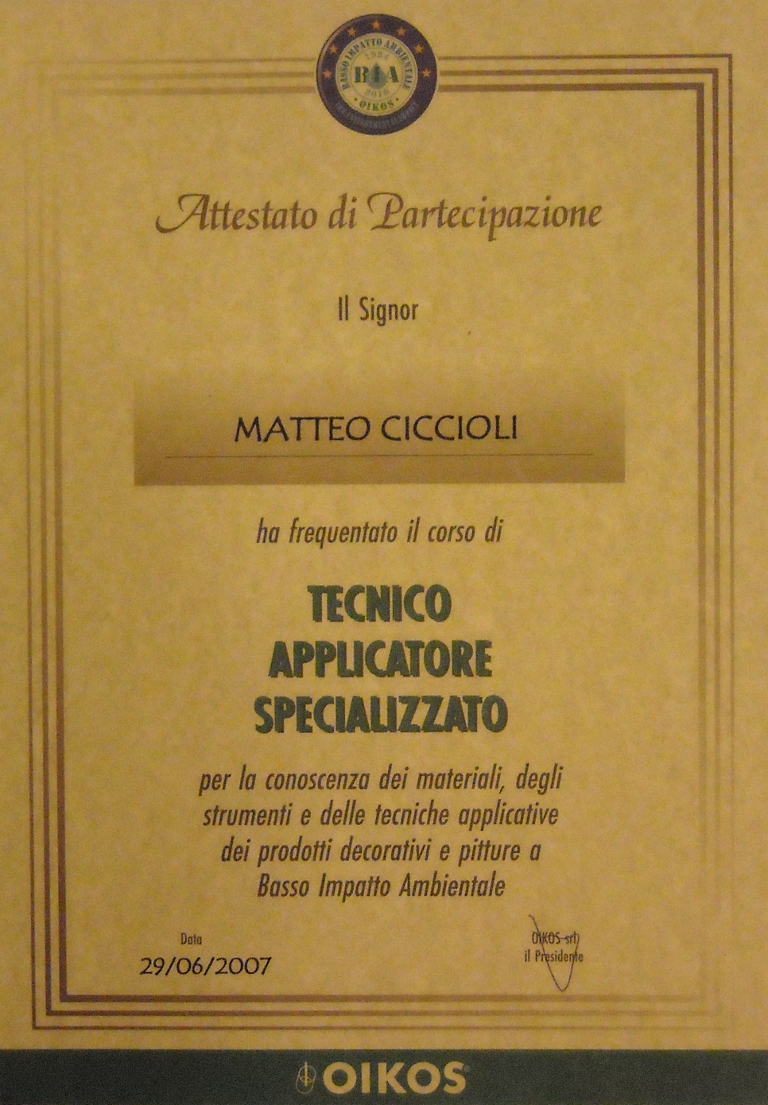 BASSO IMPATTO AMBIENTALE
BIA
OIKOS
Attestato di Partecipazione
Il Signor
MATTEO CICCIOLI
ha frequentato il corso di
TECNICO
APPLICATORE
SPECIALIZZATO
per la conoscenza dei materiali, degli
strumenti e delle tecniche applicative
dei prodotti decorativi e pitture a
Basso Impatto Ambientale
Data
29/06/2007
OIKOS srl
il Presidente
OIKOS